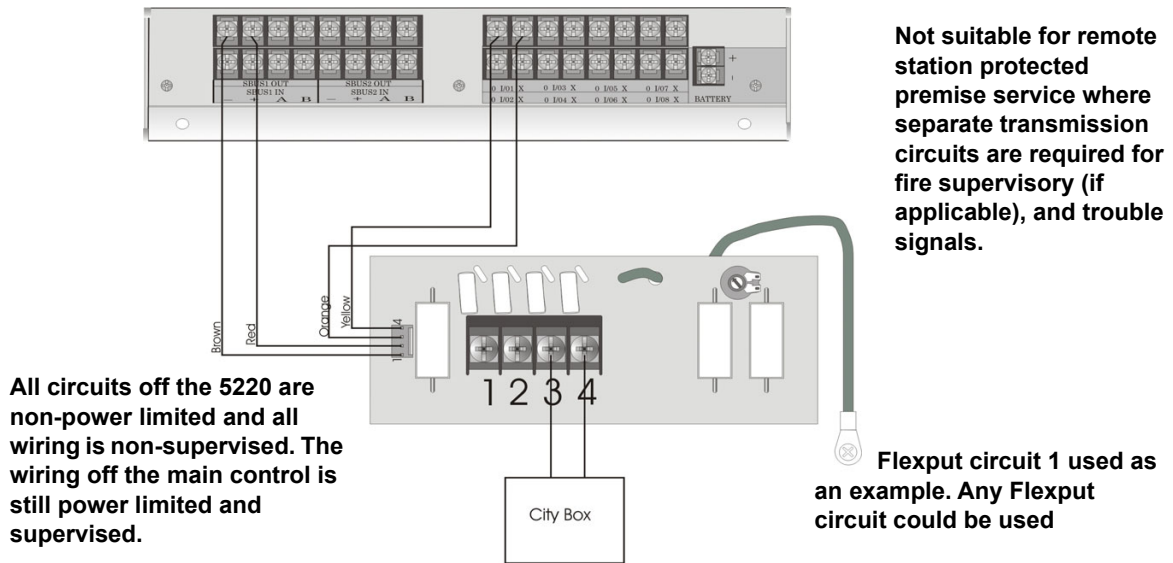 SBUS1 OUT SBUS2 OUT
SBUS1 IN SBUS2 IN
– + A B – + A B
0 I/01 X 0 I/03 X 0 I/05 X 0 I/07 X
0 I/02 X 0 I/04 X 0 I/06 X 0 I/08 X
+
-
BATTERY
Not suitable for remote
station protected
premise service where
separate transmission
circuits are required for
fire supervisory (if
applicable), and trouble
signals.
Brown
Red
Orange
Yellow
4
1
1 2 3 4
All circuits off the 5220 are
non-power limited and all
wiring is non-supervised. The
wiring off the main control is
still power limited and
supervised.
City Box
Flexput circuit 1 used as
an example. Any Flexput
circuit could be used